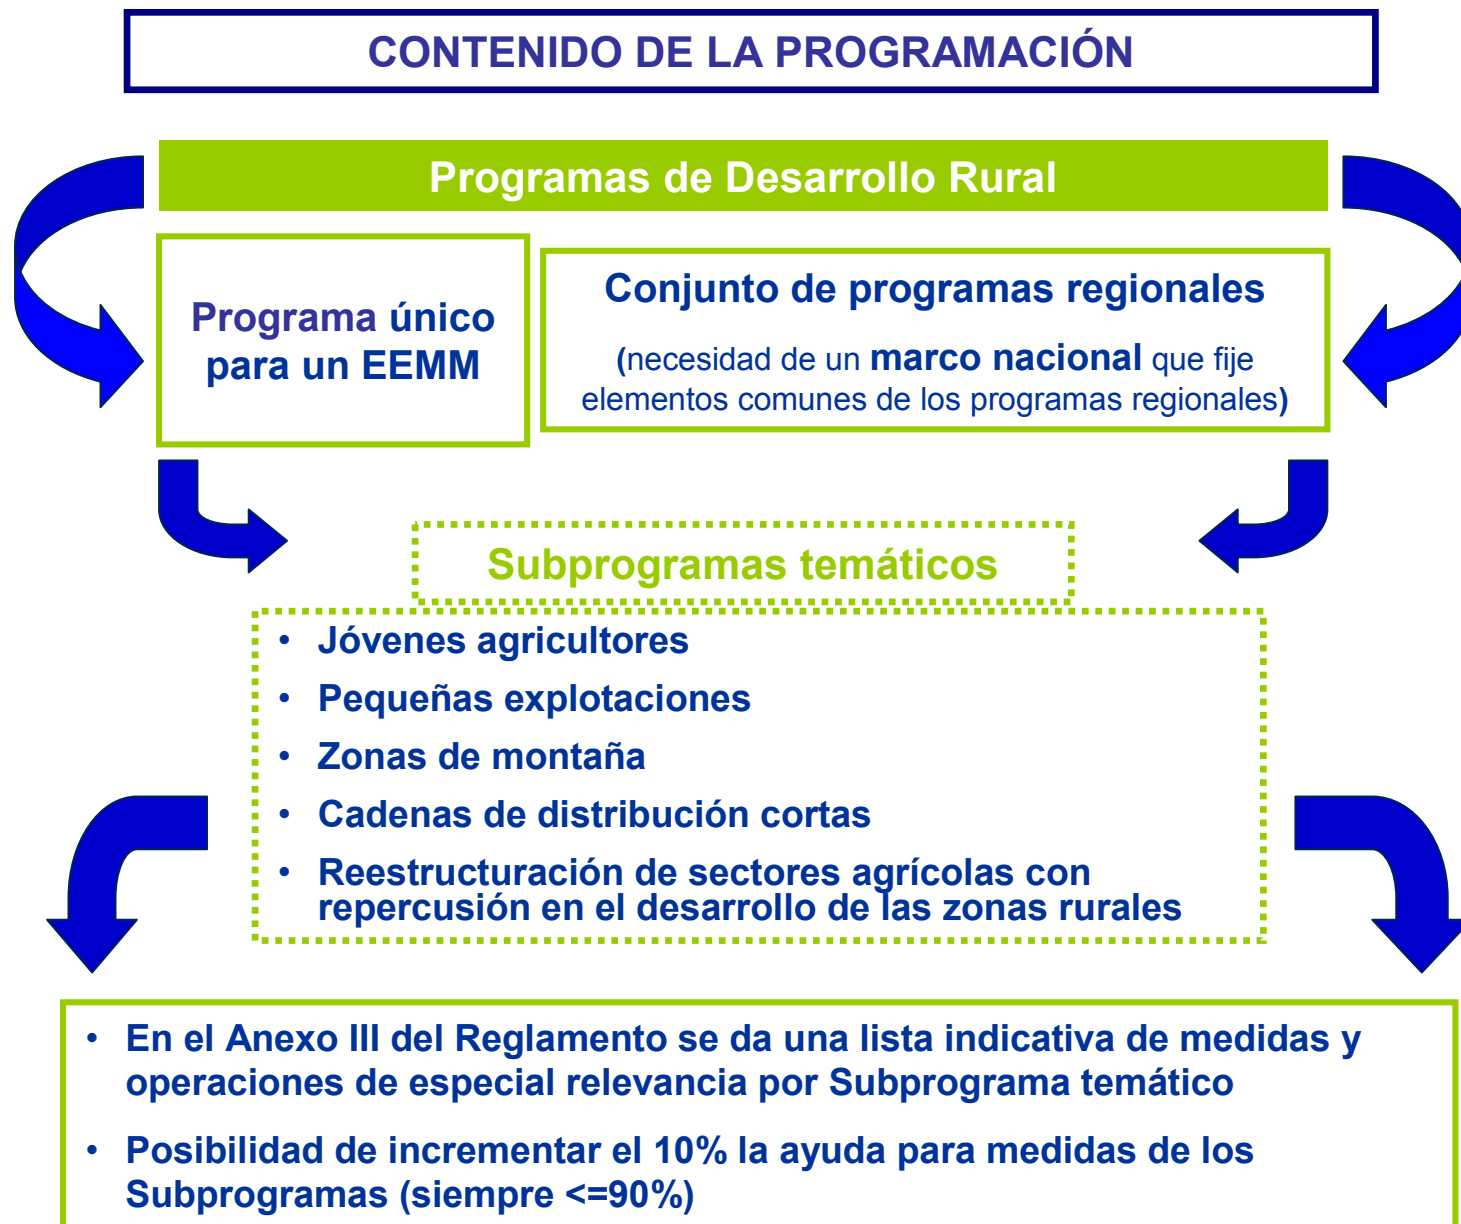 CONTENIDO DE LA PROGRAMACIÓN
Programas de Desarrollo Rural
Programa único
para un EEMM
Conjunto de programas regionales
(necesidad de un marco nacional que fije
elementos comunes de los programas regionales)
Subprogramas temáticos
• Jóvenes agricultores
• Pequeñas explotaciones
• Zonas de montaña
• Cadenas de distribución cortas
• Reestructuración de sectores agrícolas con
repercusión en el desarrollo de las zonas rurales
• En el Anexo III del Reglamento se da una lista indicativa de medidas y
operaciones de especial relevancia por Subprograma temático
• Posibilidad de incrementar el 10% la ayuda para medidas de los
Subprogramas (siempre <=90%)